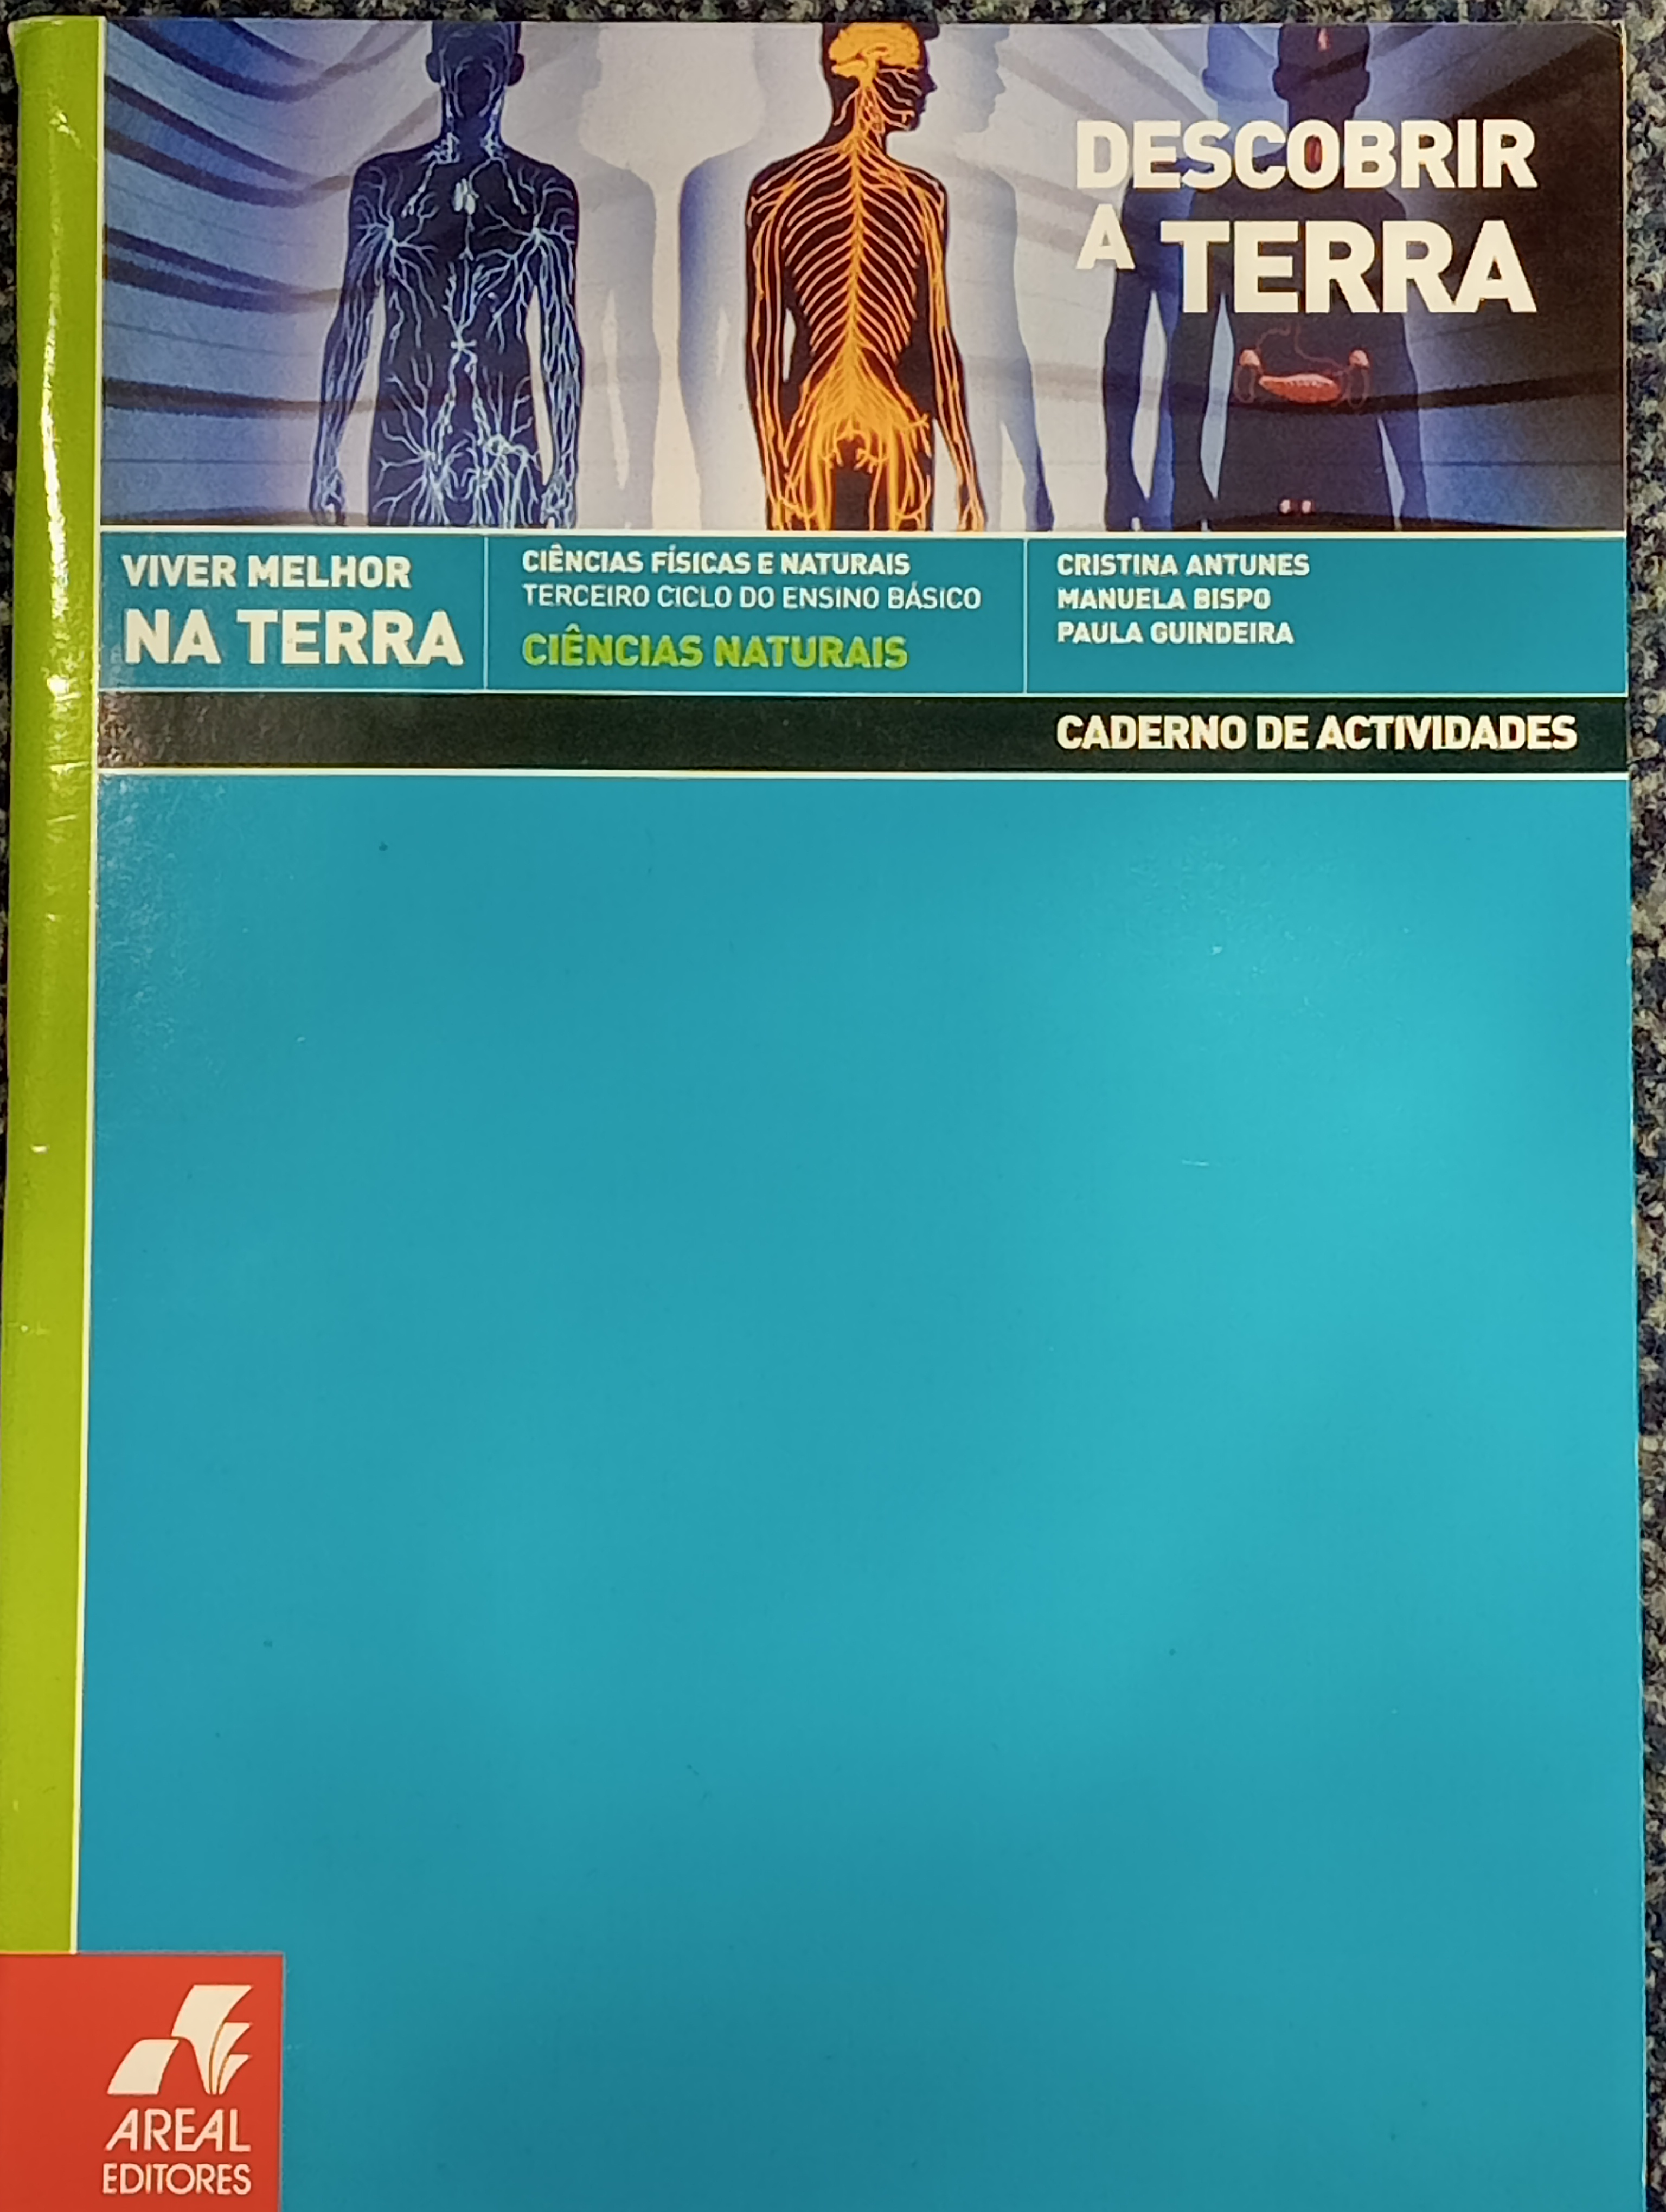 DESCOBRIR
A TERRA
VIVER MELHOR
NA TERRA
CIÊNCIAS FÍSICAS E NATURAIS
TERCEIRO CICLO DO ENSINO BÁSICO
CIÊNCIAS NATURAIS
CRISTINA ANTUNES
MANUELA BISPO
PAULA GUINDEIRA
CADERNO DE ACTIVIDADES
AREAL
EDITORES